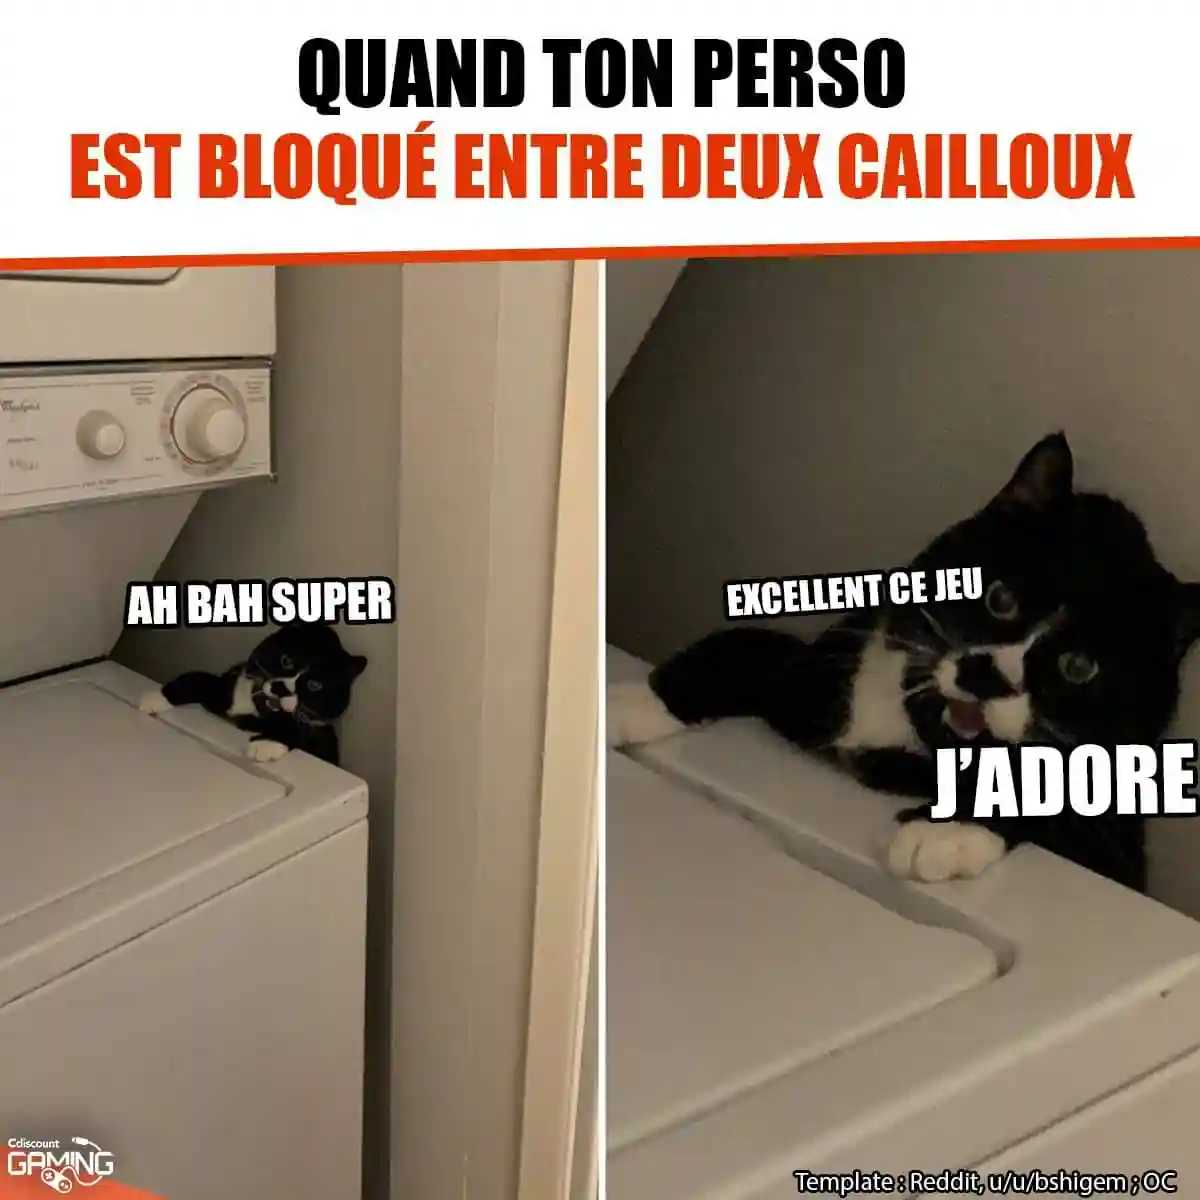 QUAND TON PERSO
EST BLOQUÉ ENTRE DEUX CAILLOUX
Whirlpool
AH BAH SUPER
EXCELLENT CE JEU
J'ADORE
Cdiscount
GAMING
Template : Reddit, u/u/bshigem ; OC